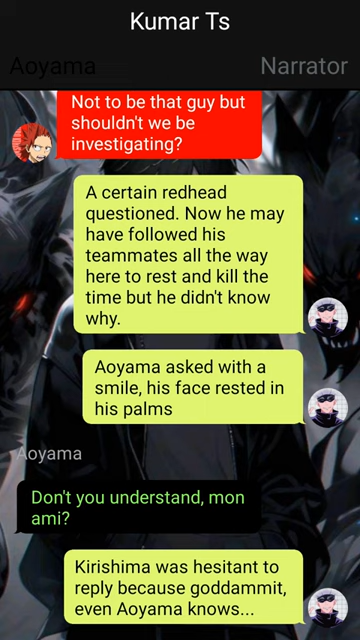 Kumar Ts
Aoyama
Narrator
Not to be that guy but
shouldn't we be
investigating?
A certain redhead
questioned. Now he may
have followed his
teammates all the way
here to rest and kill the
time but he didn't know
why.
Aoyama asked with a
smile, his face rested in
his palms
Aoyama
Don't you understand, mon
ami?
Kirishima was hesitant to
reply because goddammit,
even Aoyama knows...